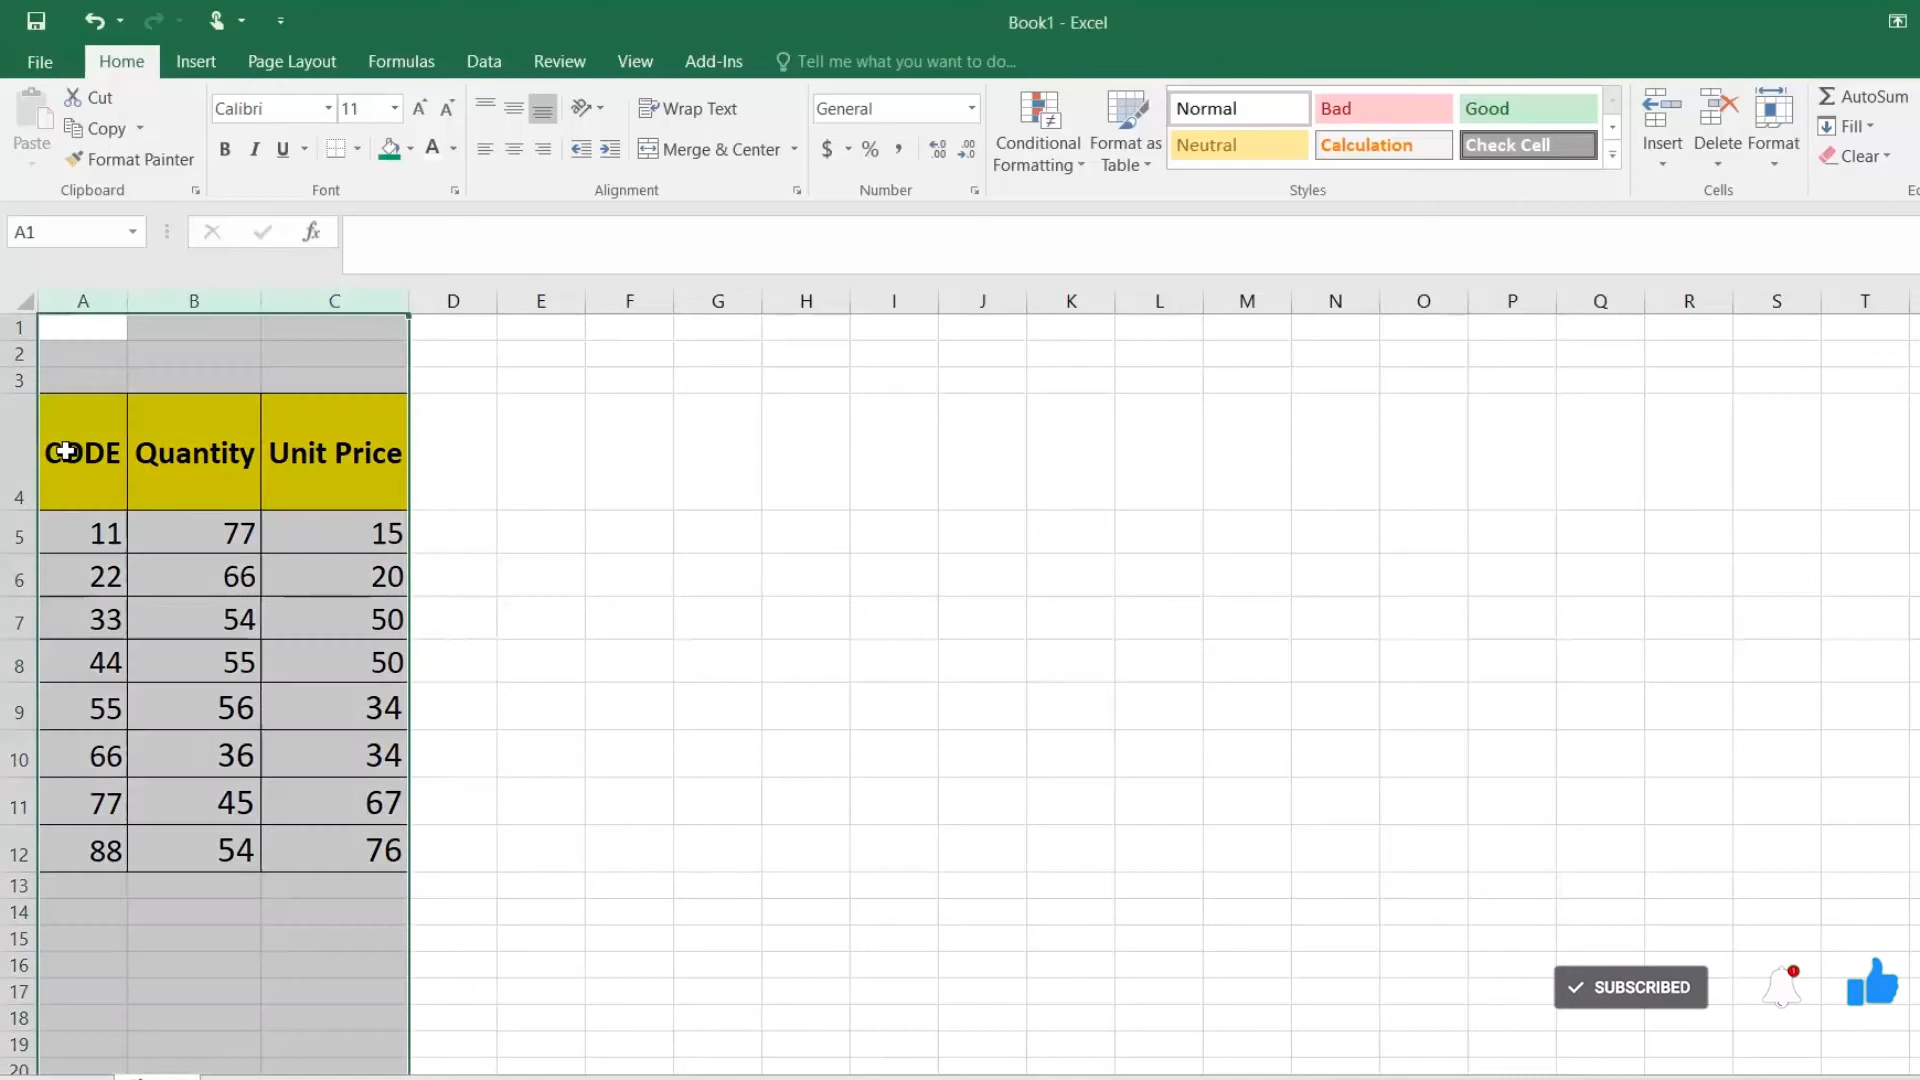 Book1 - Excel
File Home Insert Page Layout Formulas Data Review View Add-Ins Tell me what you want to do...
Paste
Cut
Copy
Format Painter
Clipboard
Calibri 11
B I U
Font
Wrap Text
Merge & Center
Alignment
General
$ % ,
Number
Conditional Formatting
Format as Table
Normal Bad Good
Neutral Calculation Check Cell
Styles
Insert Delete Format
Cells
AutoSum
Fill
Clear
A1 fx
A B C D E F G H I J K L M N O P Q R S T
1
2
3
4 CODE Quantity Unit Price
5 11 77 15
6 22 66 20
7 33 54 50
8 44 55 50
9 55 56 34
10 66 36 34
11 77 45 67
12 88 54 76
13
14
15
16
17
18
19
20
SUBSCRIBED